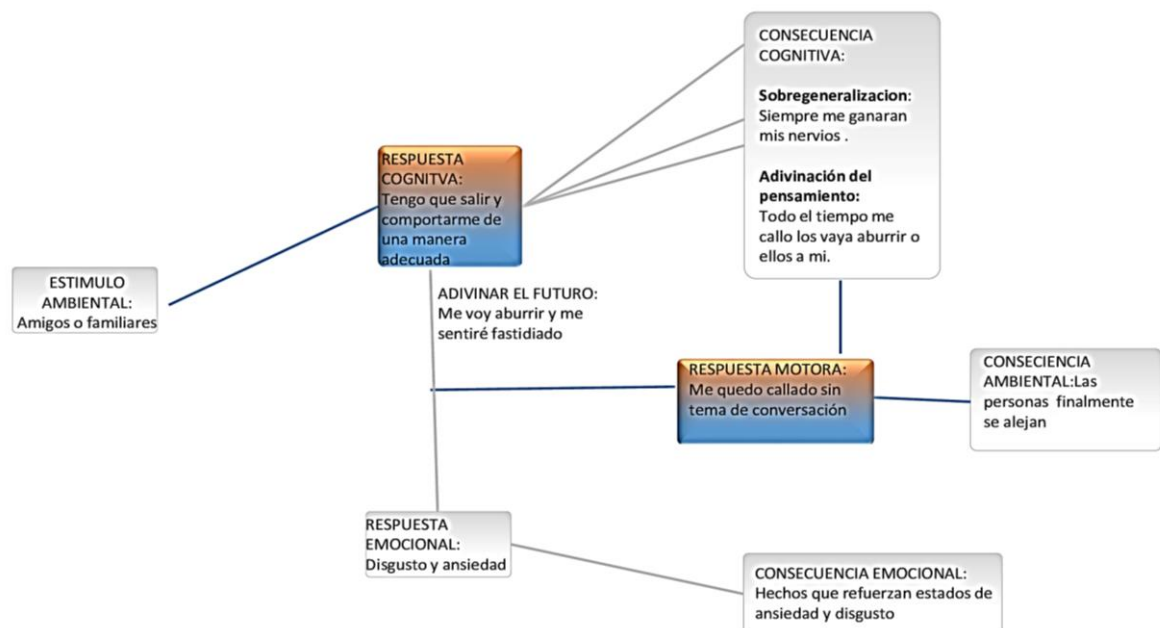 ESTIMULO
AMBIENTAL:
Amigos o familiares
RESPUESTA
COGNITVA:
Tengo que salir y
comportarme de
una manera
adecuada
ADIVINAR EL FUTURO:
Me voy aburrir y me
sentiré fastidiado
RESPUESTA
EMOCIONAL:
Disgusto y ansiedad
CONSECUENCIA
COGNITIVA:
Sobregeneralizacion:
Siempre me ganaran
mis nervios .
Adivinación del
pensamiento:
Todo el tiempo me
callo los vaya aburrir o
ellos a mi.
RESPUESTA MOTORA:
Me quedo callado sin
tema de conversación
CONSECIENCIA
AMBIENTAL:Las
personas finalmente
se alejan
CONSECUENCIA EMOCIONAL:
Hechos que refuerzan estados de
ansiedad y disgusto